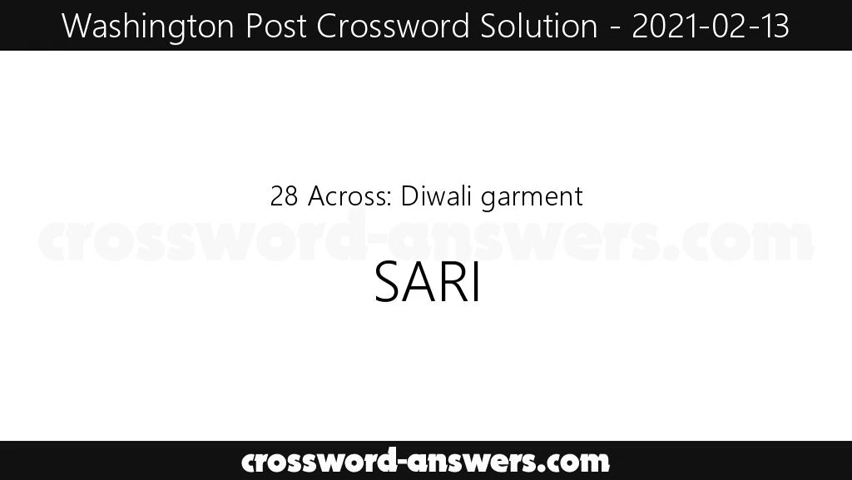 Washington Post Crossword Solution - 2021-02-13
28 Across: Diwali garment
crossword-answers.com
SARI
crossword-answers.com